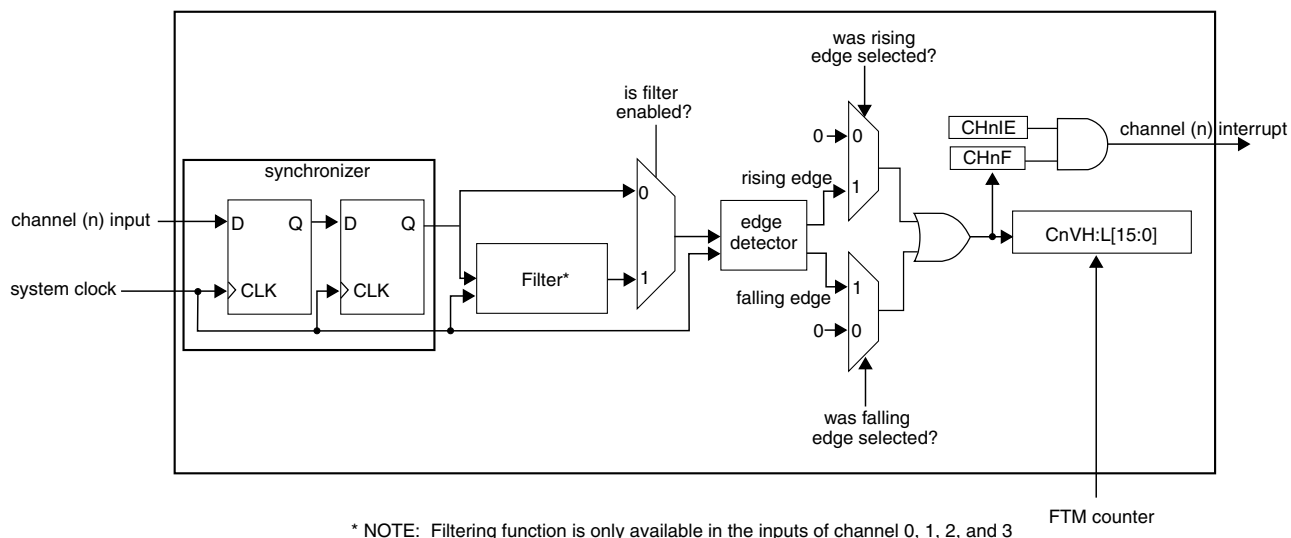 was rising
edge selected?
is filter
enabled?
0
0
CHnIE
channel (n) interrupt
CHnF
synchronizer
rising edge
1
0
channel (n) input
D
Q
D
Q
edge
detector
CnVH:L[15:0]
Filter*
1
system clock
CLK
CLK
falling edge
1
0
0
was falling
edge selected?
FTM counter
* NOTE: Filtering function is only available in the inputs of channel 0, 1, 2, and 3